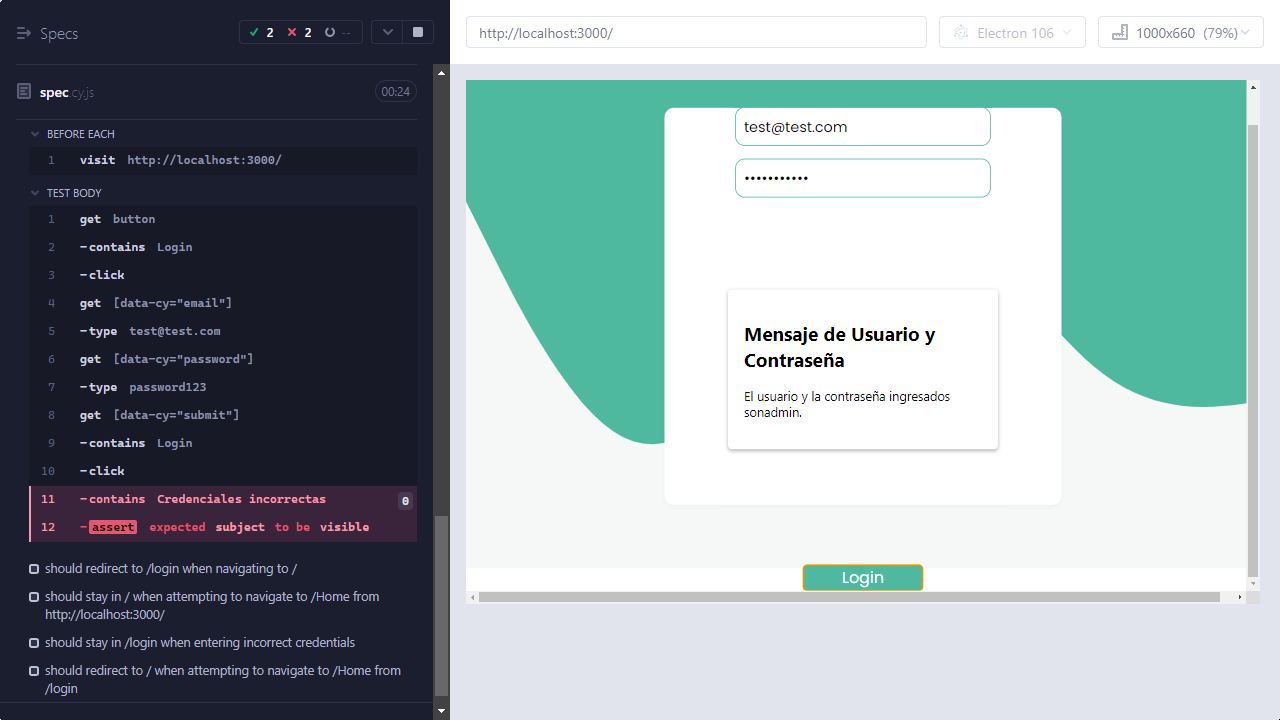 Specs
2 2 --
spec.cy.js 00:24
BEFORE EACH
1 visit http://localhost:3000/
TEST BODY
1 get button
2 -contains Login
3 -click
4 get [data-cy="email"]
5 -type test@test.com
6 get [data-cy="password"]
7 -type password123
8 get [data-cy="submit"]
9 -contains Login
10 -click
11 -contains Credenciales incorrectas 0
12 -assert expected subject to be visible
should redirect to /login when navigating to /
should stay in / when attempting to navigate to /Home from
http://localhost:3000/
should stay in /login when entering incorrect credentials
should redirect to / when attempting to navigate to /Home from
/login
http://localhost:3000/
Electron 106
1000x660 (79%)
test@test.com
•••••••••••
Mensaje de Usuario y
Contraseña
El usuario y la contraseña ingresados
sonadmin.
Login